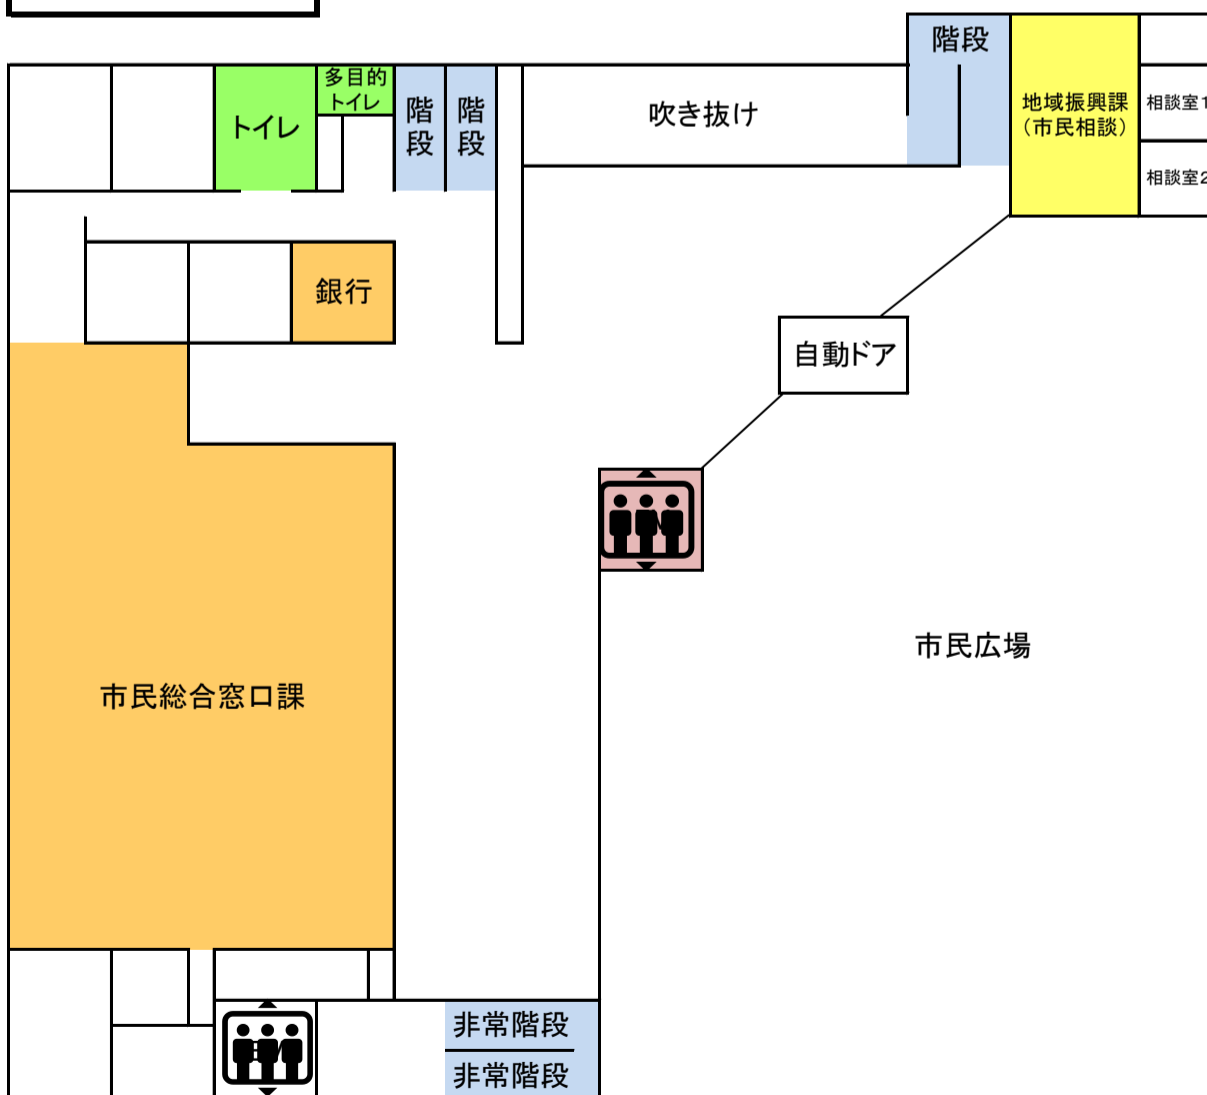 階段
多目的
トイレ
トイレ
階段
階段
吹き抜け
地域振興課
（市民相談）
相談室1
相談室2
銀行
自動ドア
市民広場
市民総合窓口課
非常階段
非常階段